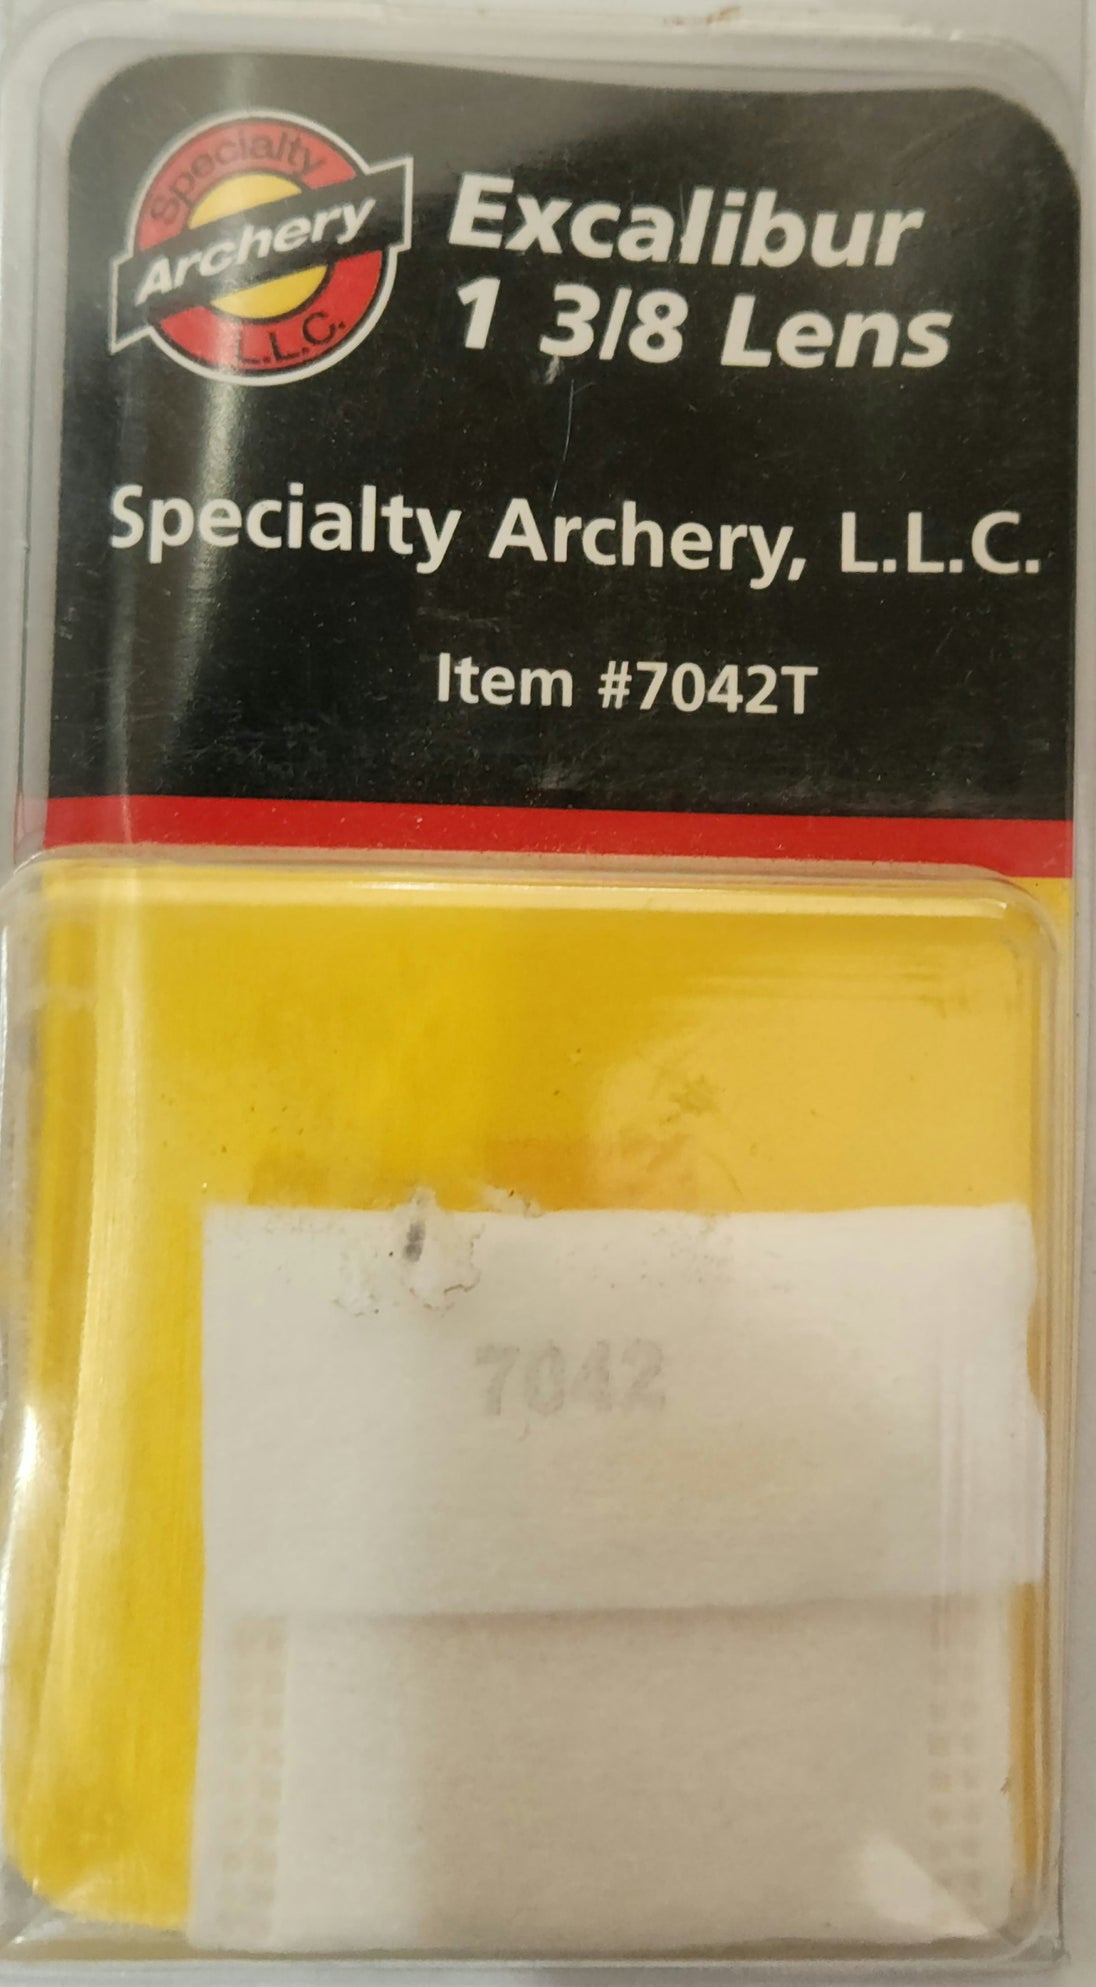 Specialty
Archery
L.L.C.
Excalibur
1 3/8 Lens
Specialty Archery, L.L.C.
Item #7042T
7042